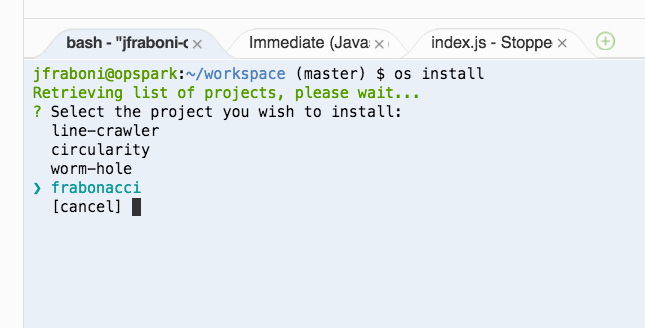 bash - "jfraboni-o × Immediate (Java × index.js - Stoppe ×
jfraboni@opspark:~/workspace (master) $ os install
Retrieving list of projects, please wait...
? Select the project you wish to install:
line-crawler
circularity
worm-hole
❯ frabonacci
[cancel]